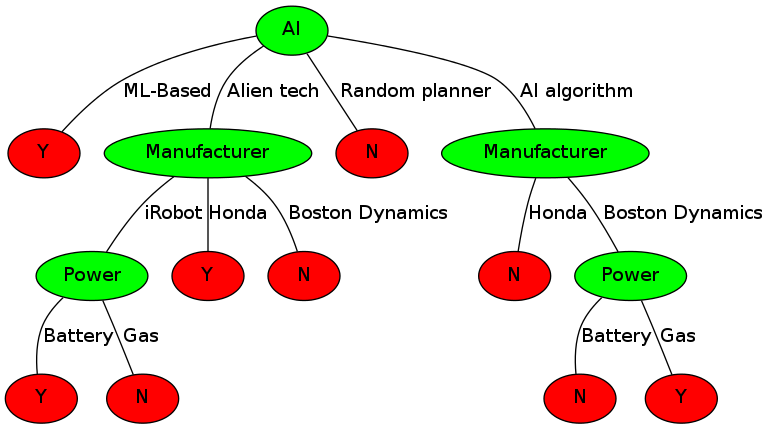 AI
ML-Based Alien tech Random planner AI algorithm
Y Manufacturer N Manufacturer
iRobot Honda Boston Dynamics Honda Boston Dynamics
Power Y N N Power
Battery Gas Battery Gas
Y N N Y